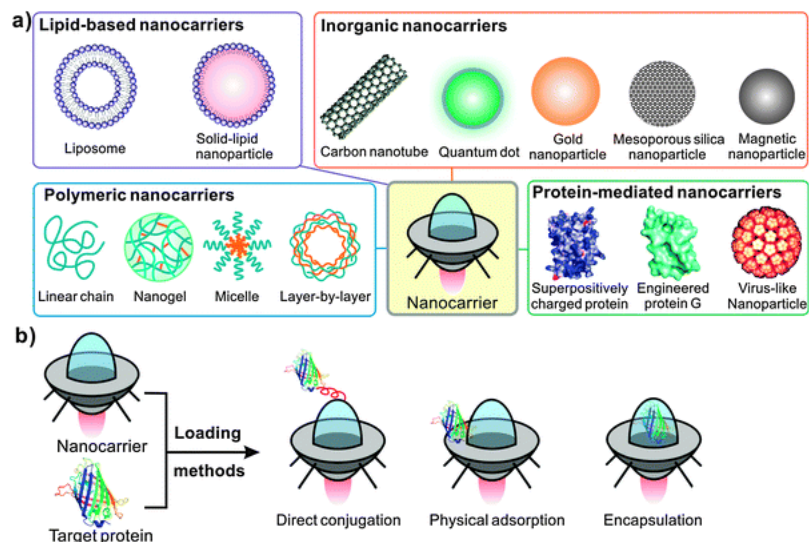 a)
Lipid-based nanocarriers
Liposome
Solid-lipid
nanoparticle
Inorganic nanocarriers
Carbon nanotube
Quantum dot
Gold
nanoparticle
Mesoporous silica
nanoparticle
Magnetic
nanoparticle
Polymeric nanocarriers
Linear chain
Nanogel
Micelle
Layer-by-layer
Nanocarrier
Protein-mediated nanocarriers
Superpositively
charged protein
Engineered
protein G
Virus-like
Nanoparticle
b)
Nanocarrier
Target protein
Loading
methods
Direct conjugation
Physical adsorption
Encapsulation